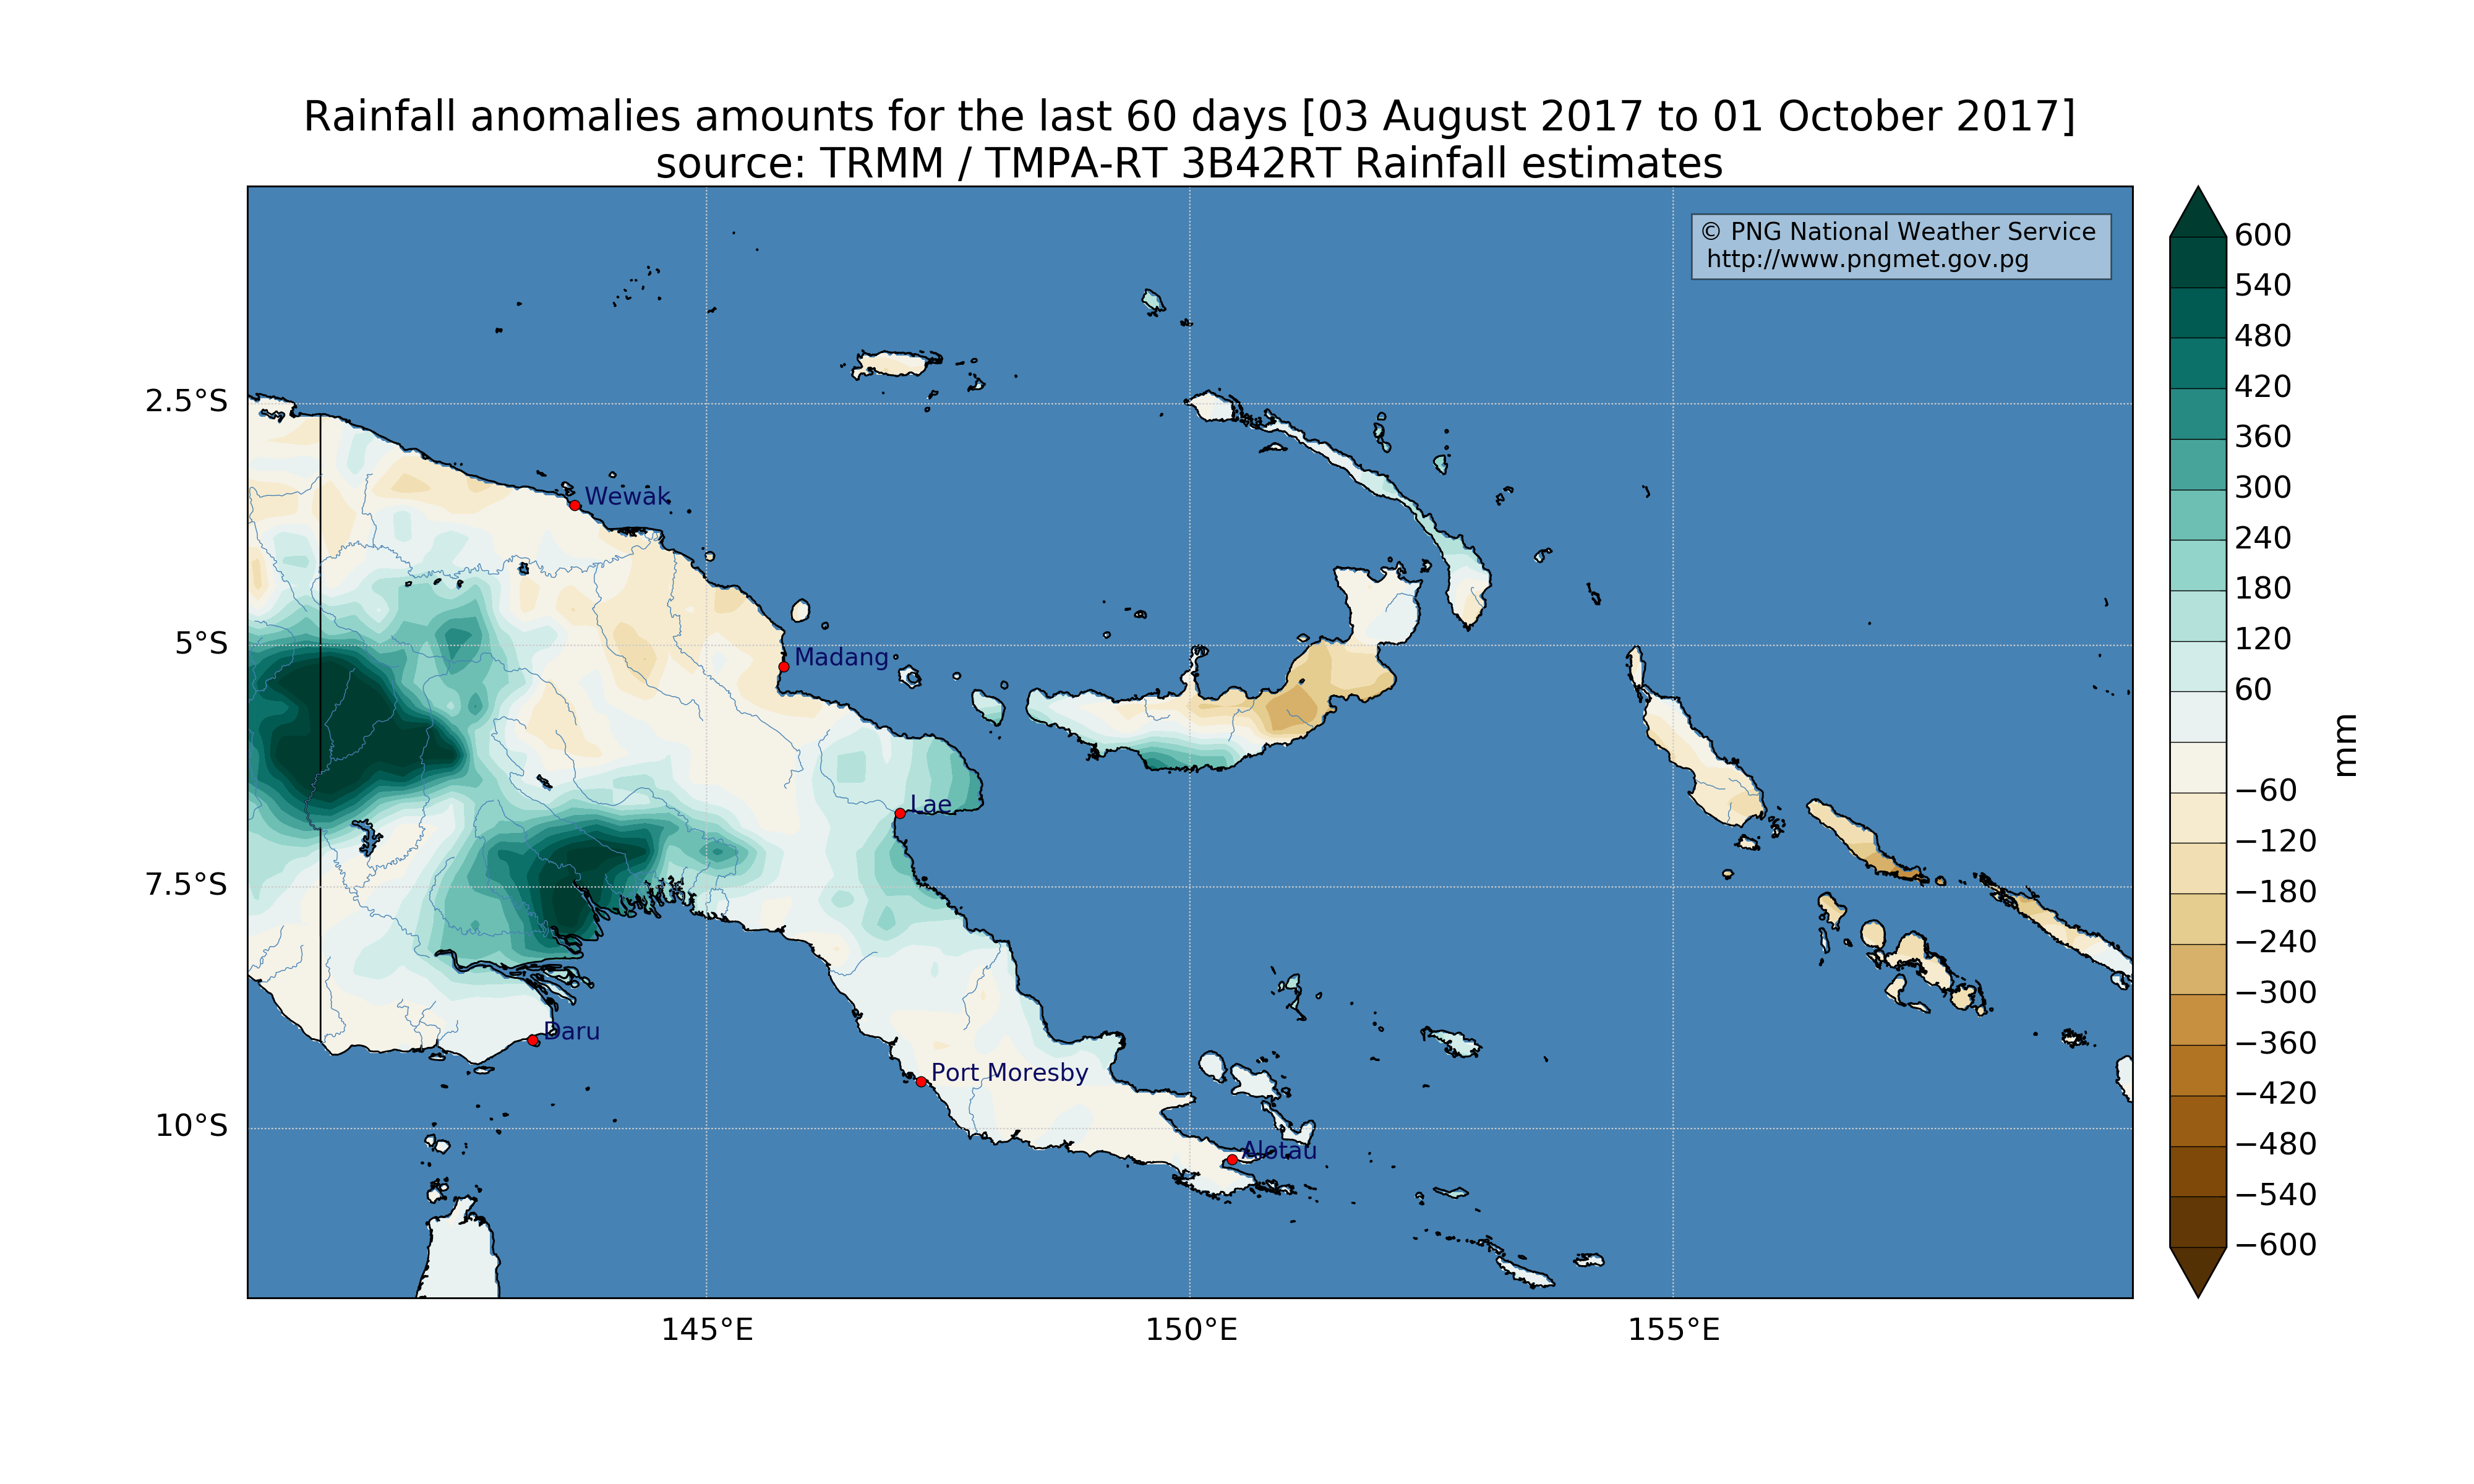 Rainfall anomalies amounts for the last 60 days [03 August 2017 to 01 October 2017]
source: TRMM / TMPA-RT 3B42RT Rainfall estimates
© PNG National Weather Service
http://www.pngmet.gov.pg
2.5°S
5°S
7.5°S
10°S
Wewak
Madang
Lae
Daru
Port Moresby
Alotau
145°E
150°E
155°E
600
540
480
420
360
300
240
180
120
60
−60
−120
−180
−240
−300
−360
−420
−480
−540
−600
mm